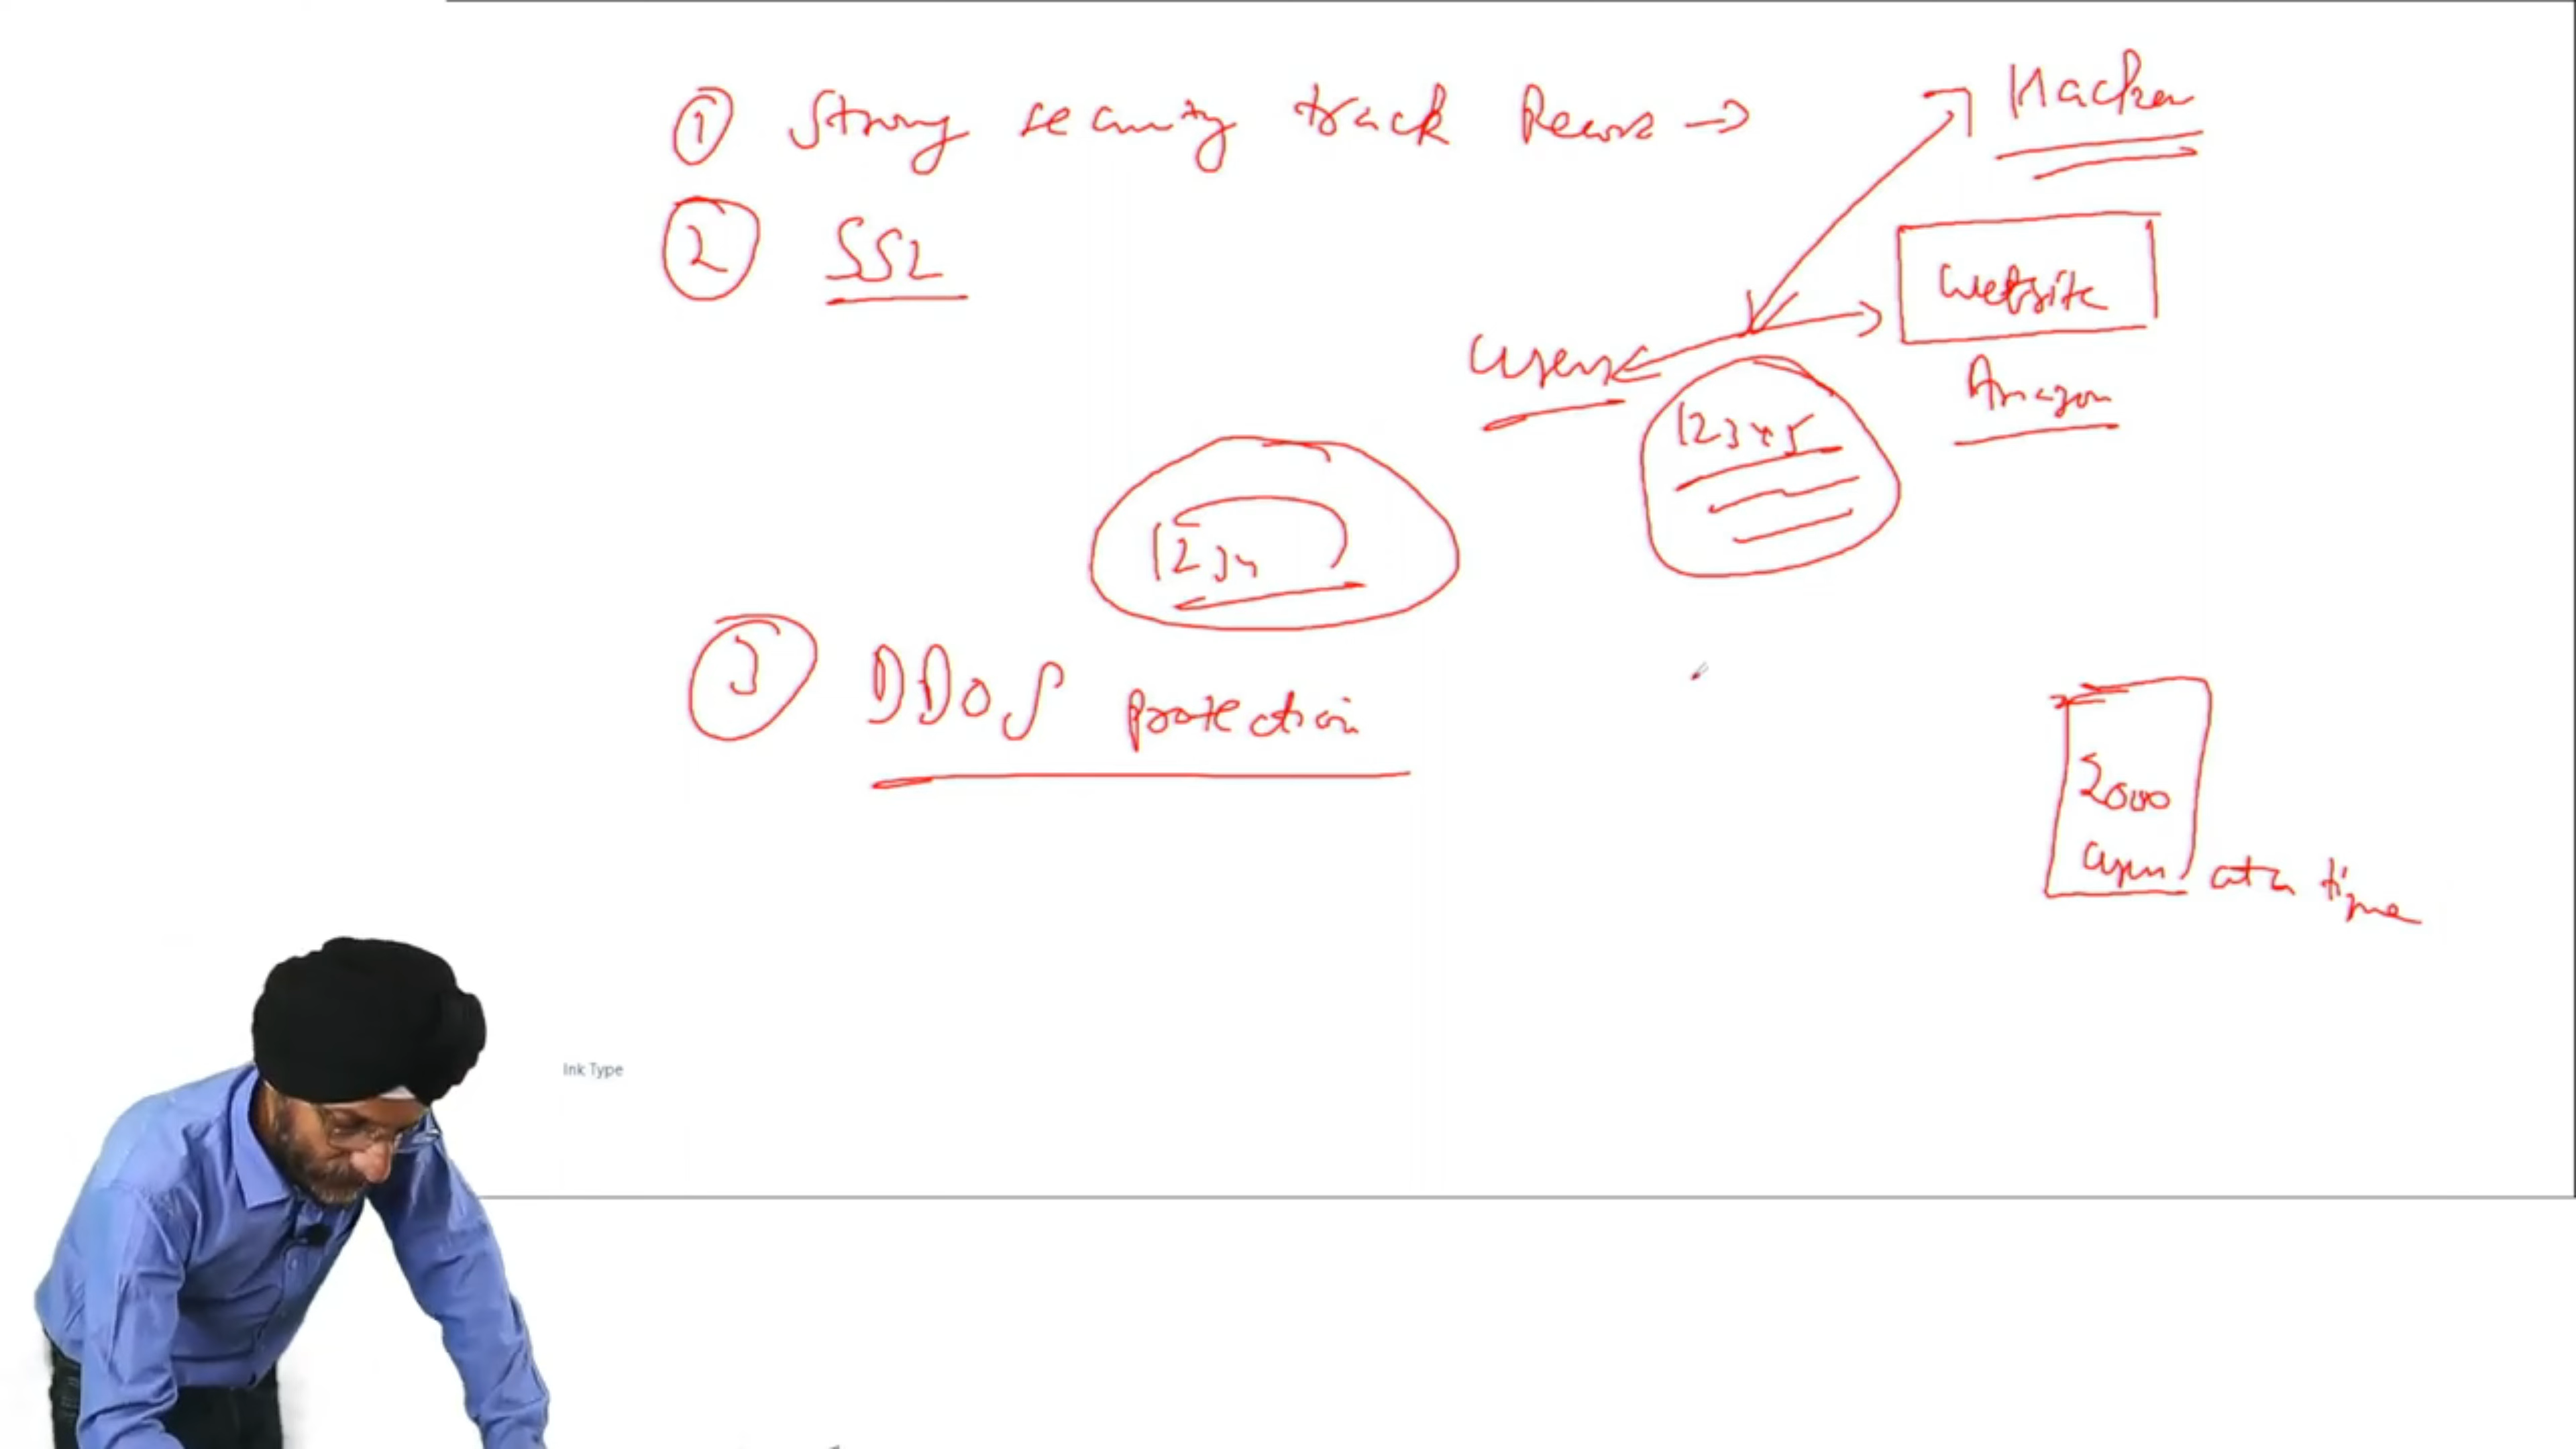 ① Strong security track Record →
Hacker
② SSL
website
users
Amazon
12345
1234
③ DDOS protection
2000
users at a time
Ink Type